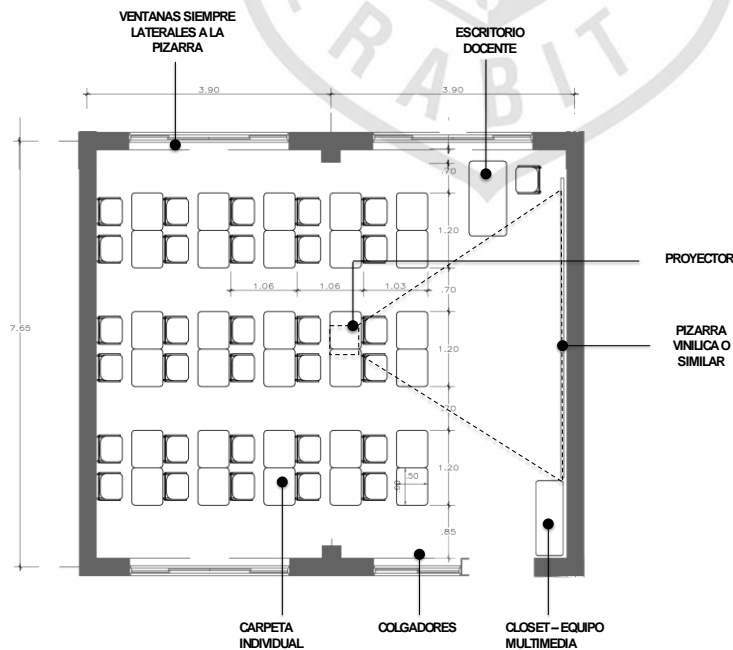 RABIT
VENTANAS SIEMPRE
LATERALES A LA
PIZARRA
ESCRITORIO
DOCENTE
3.90
3.90
.70
1.20
PROYECTOR
1.06
1.06
1.03
.70
7.65
1.20
PIZARRA
VINILICA O
SIMILAR
.70
1.20
.50
.60
.85
CARPETA
INDIVIDUAL
COLGADORES
CLOSET – EQUIPO
MULTIMEDIA